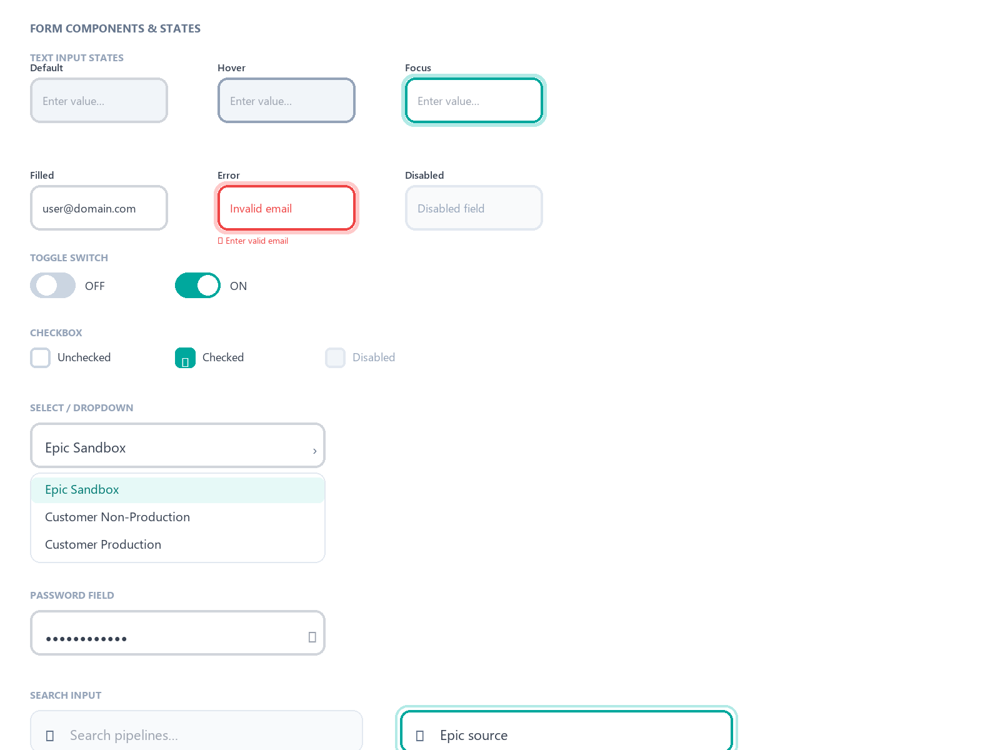 FORM COMPONENTS & STATES
TEXT INPUT STATES
Default Hover Focus
Enter value... Enter value... Enter value...
Filled Error Disabled
user@domain.com Invalid email Disabled field
Enter valid email
TOGGLE SWITCH
OFF ON
CHECKBOX
Unchecked Checked Disabled
SELECT / DROPDOWN
Epic Sandbox ›
Epic Sandbox
Customer Non-Production
Customer Production
PASSWORD FIELD
••••••••••••
SEARCH INPUT
Search pipelines... Epic source